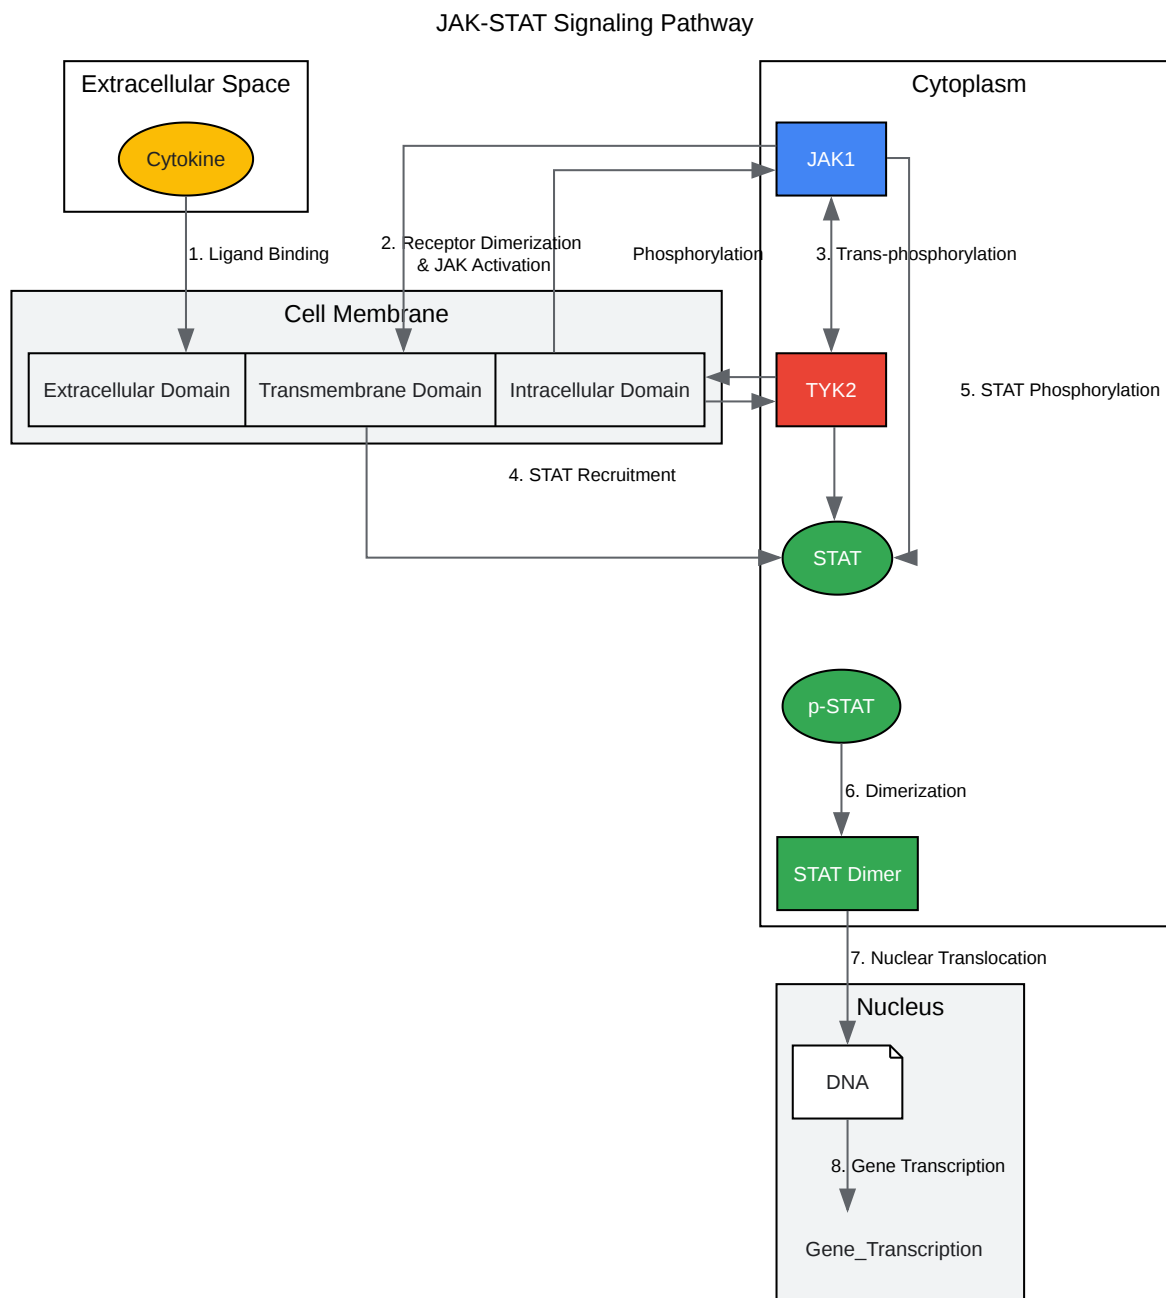 JAK-STAT Signaling Pathway
Extracellular Space
Cytoplasm
Cytokine
JAK1
1. Ligand Binding
2. Receptor Dimerization
& JAK Activation
Phosphorylation
3. Trans-phosphorylation
Cell Membrane
Extracellular Domain
Transmembrane Domain
Intracellular Domain
TYK2
5. STAT Phosphorylation
4. STAT Recruitment
STAT
p-STAT
6. Dimerization
STAT Dimer
7. Nuclear Translocation
Nucleus
DNA
8. Gene Transcription
Gene_Transcription